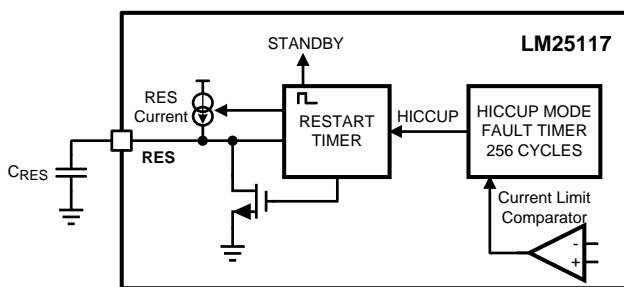 STANDBY
LM25117
RES
Current
RESTART
TIMER
HICCUP
HICCUP MODE
FAULT TIMER
256 CYCLES
RES
CRES
Current Limit
Comparator
-
+